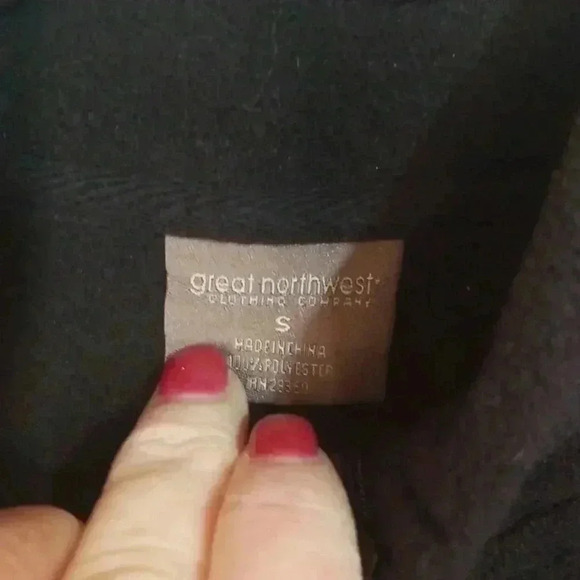 great northwest
CLOTHING COMPANY
S
MADE IN CHINA
100% POLYESTER